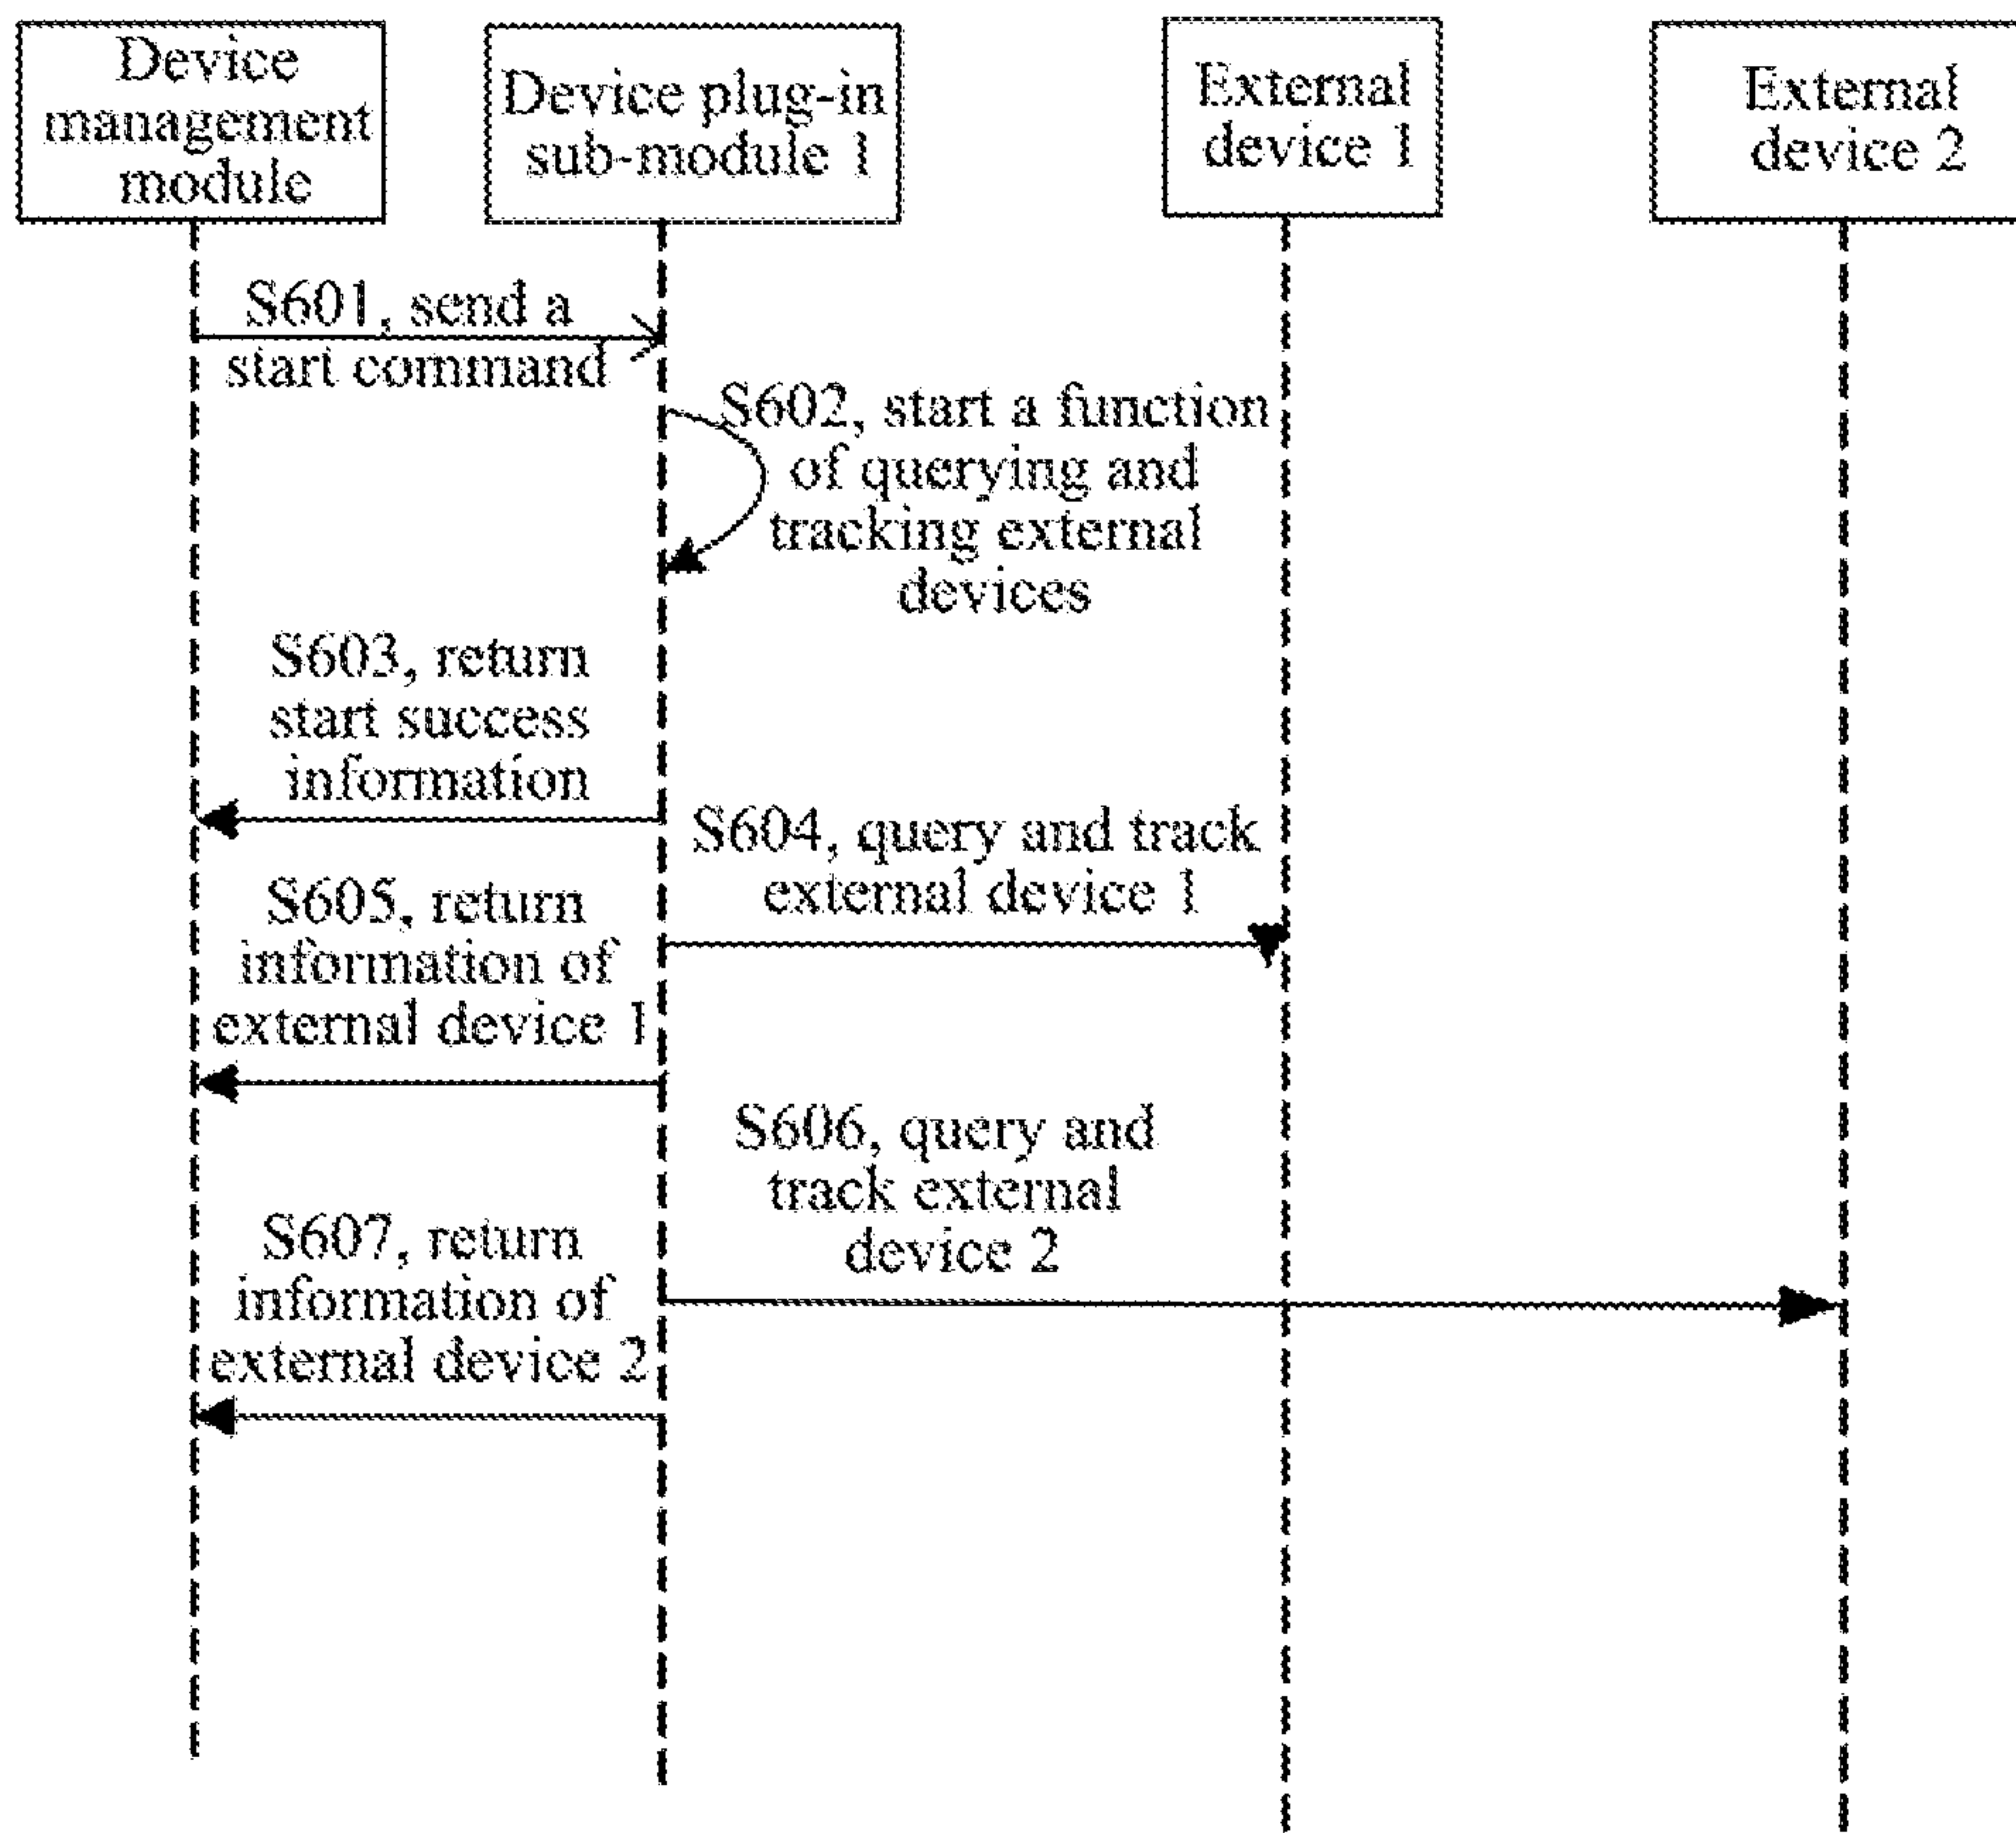 Device
management
module
Device plug-in
sub-module 1
External
device 1
External
device 2
S601, send a
start command
S602, start a function
of querying and
tracking external
devices
S603, return
start success
information
S604, query and track
external device 1
S605, return
information of
external device 1
S606, query and
track external
device 2
S607, return
information of
external device 2